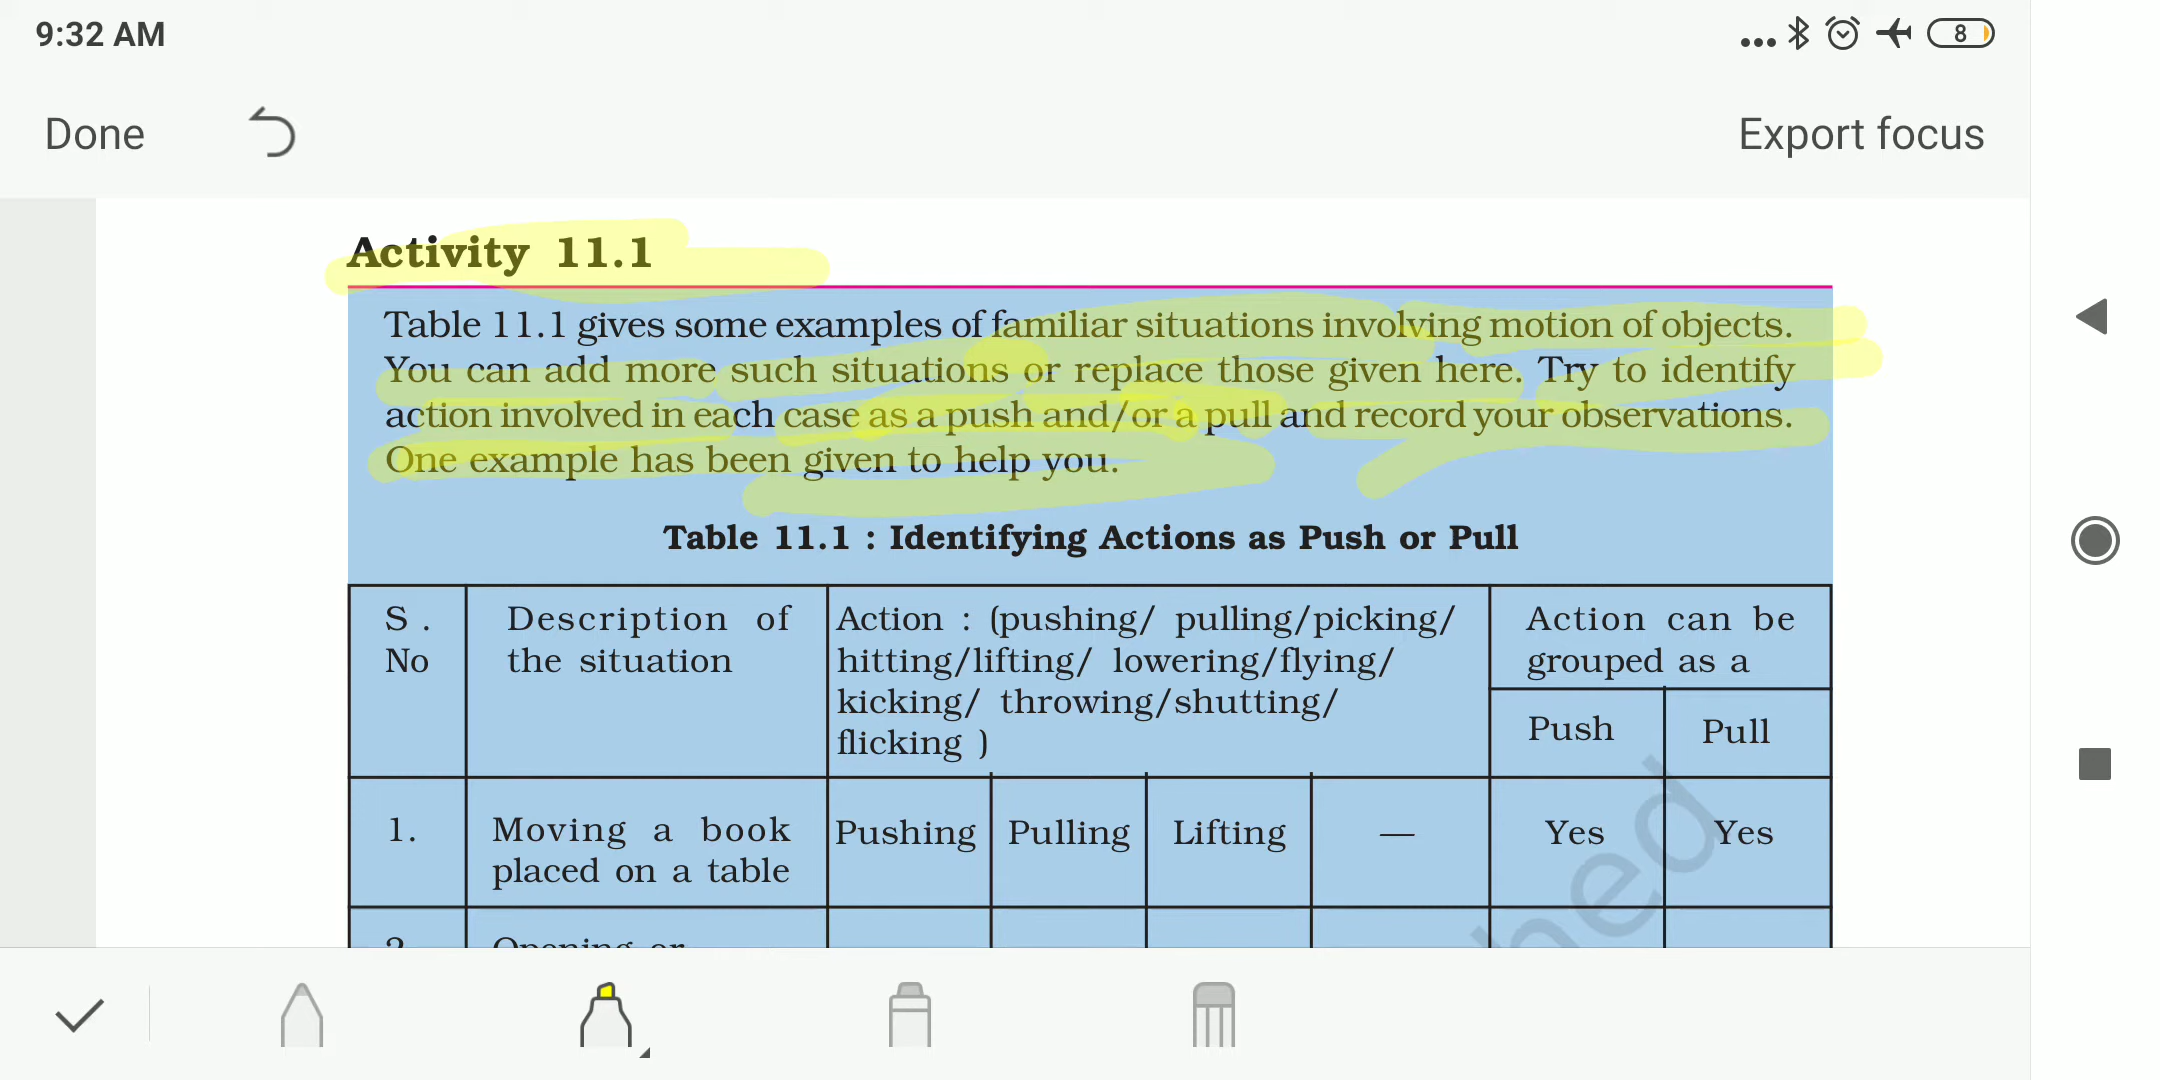 9:32 AM
8
Done
Export focus
Activity 11.1
Table 11.1 gives some examples of familiar situations involving motion of objects.
You can add more such situations or replace those given here. Try to identify
action involved in each case as a push and/or a pull and record your observations.
One example has been given to help you.
Table 11.1 : Identifying Actions as Push or Pull
S .
No
Description of
the situation
Action : (pushing/ pulling/picking/
hitting/lifting/ lowering/flying/
kicking/ throwing/shutting/
flicking )
Action can be
grouped as a
Push
Pull
1.
Moving a book
placed on a table
Pushing
Pulling
Lifting
—
Yes
Yes
2
Opening or
hed